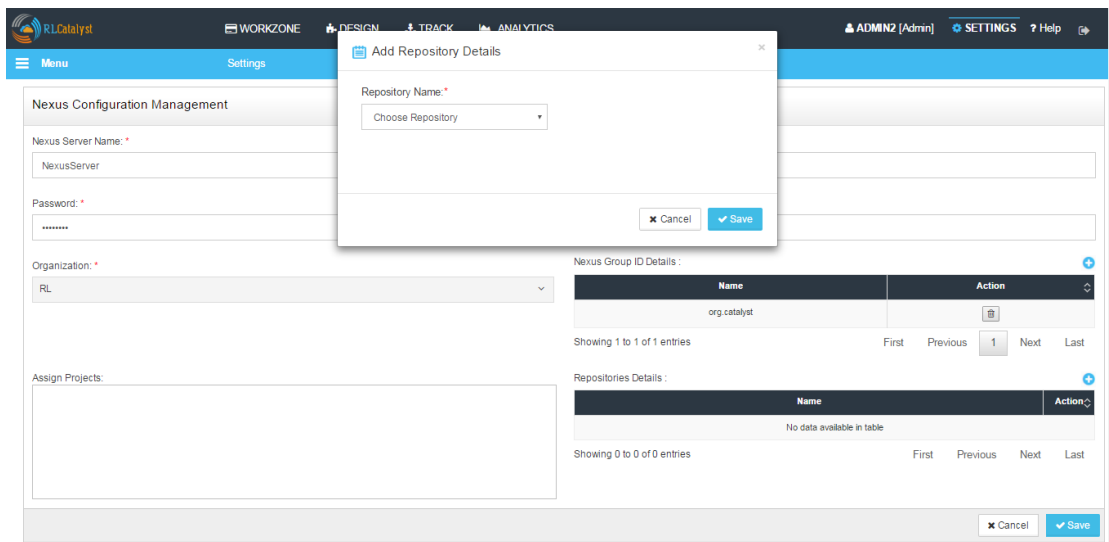 RLCatalyst WORKZONE DESIGN TRACK ANALYTICS ADMIN2 [Admin] SETTINGS ? Help
Menu Settings
Add Repository Details ×
Repository Name:*
Choose Repository
Cancel Save
Nexus Configuration Management
Nexus Server Name: *
NexusServer
Password: *
••••••••
Organization: *
RL
Nexus Group ID Details :
Name Action
org.catalyst
Showing 1 to 1 of 1 entries First Previous 1 Next Last
Assign Projects:
Repositories Details :
Name Action
No data available in table
Showing 0 to 0 of 0 entries First Previous Next Last
Cancel Save